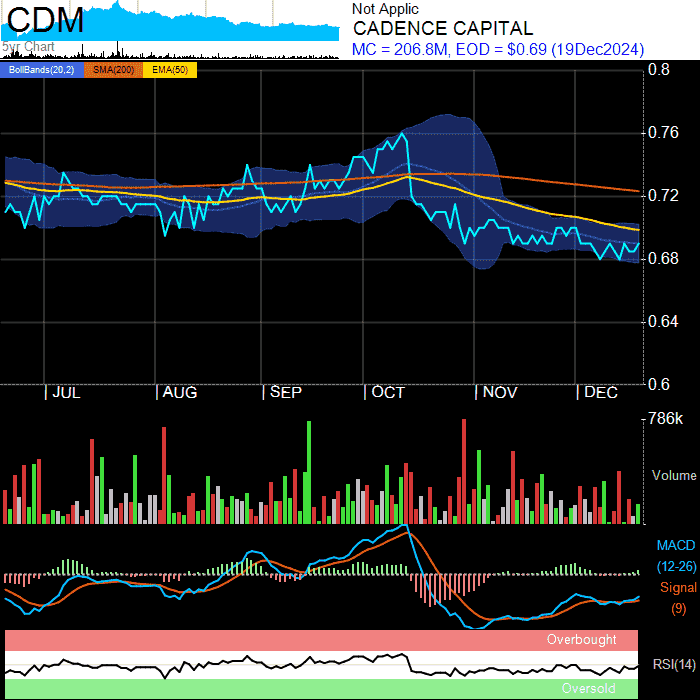 CDM
5yr Chart
Not Applic
CADENCE CAPITAL
MC = 206.8M, EOD = $0.69 (19Dec2024)
BollBands(20,2) SMA(200) EMA(50)
0.8
0.76
0.72
0.68
0.64
0.6
JUL AUG SEP OCT NOV DEC
786k
Volume
MACD
(12-26)
Signal
(9)
Overbought
RSI(14)
Oversold